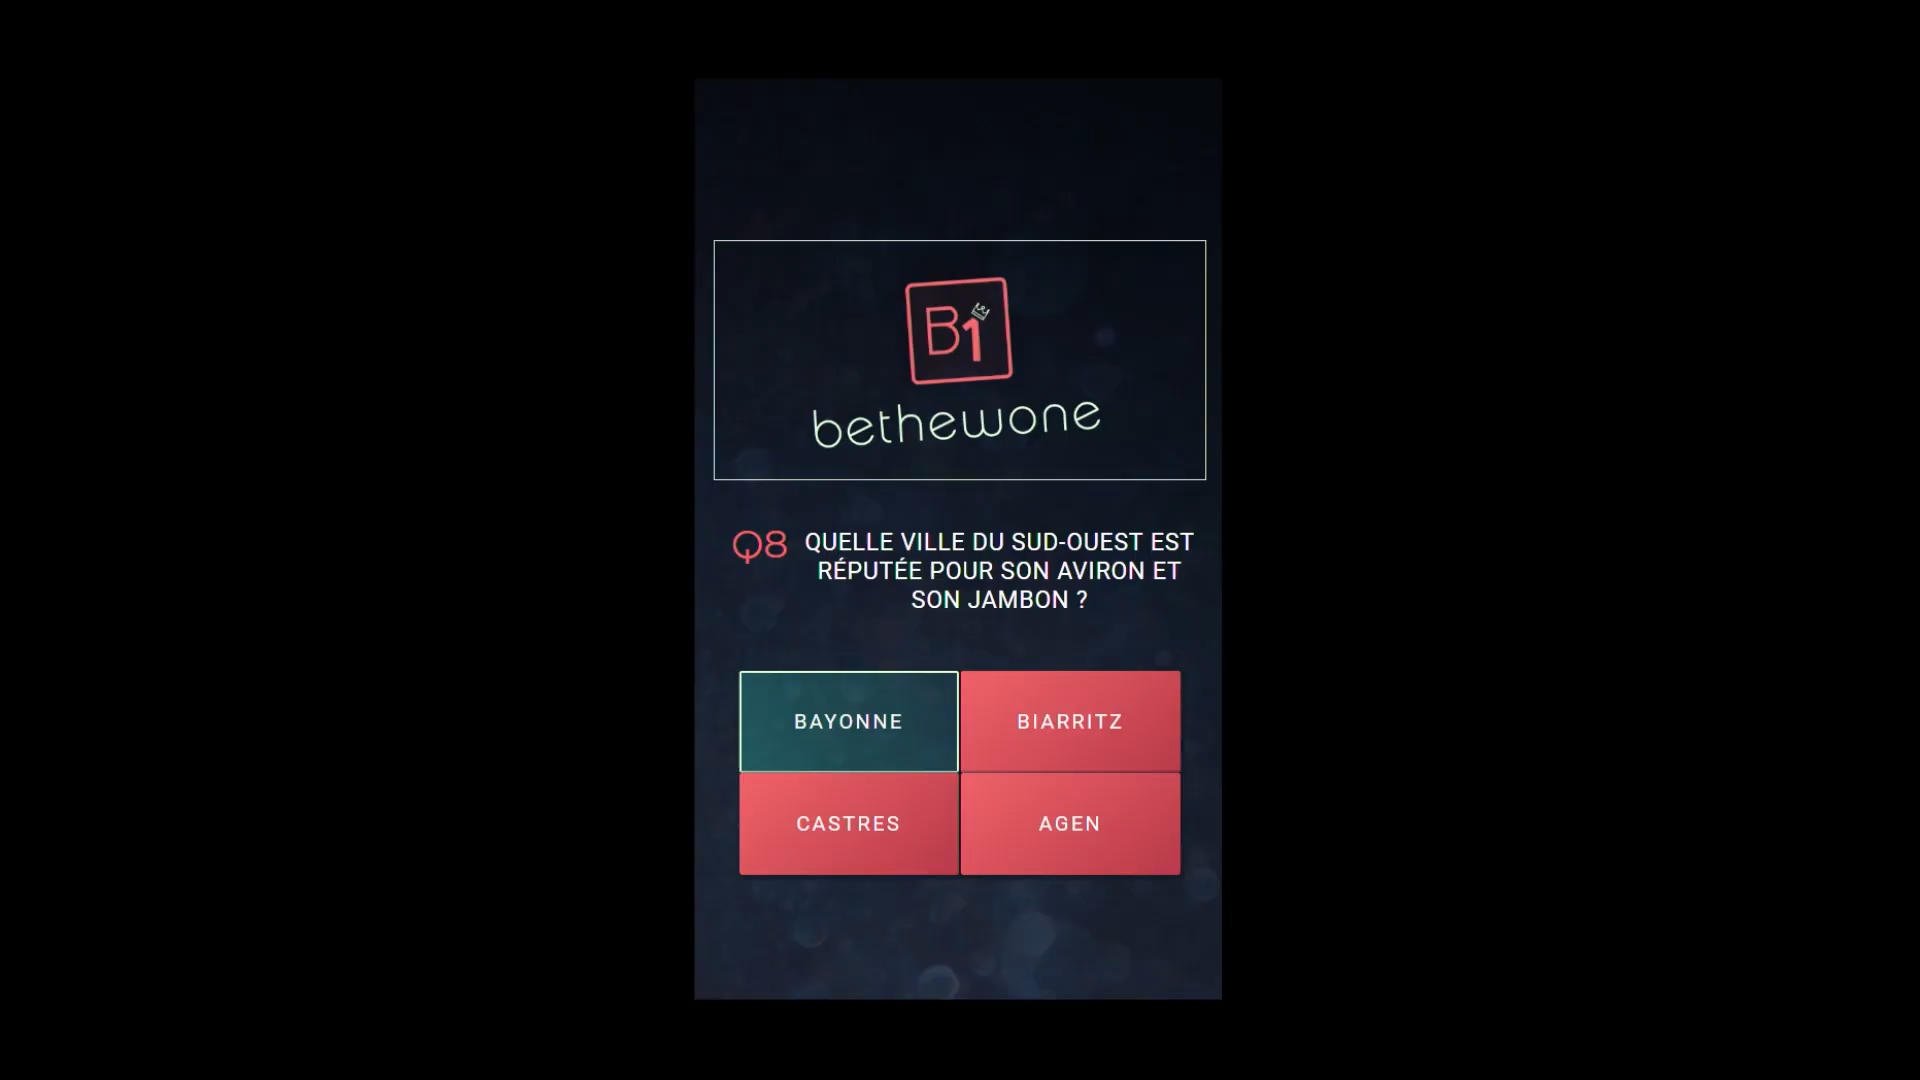 B1
bethewone
Q8 QUELLE VILLE DU SUD-OUEST EST
RÉPUTÉE POUR SON AVIRON ET
SON JAMBON ?
BAYONNE
BIARRITZ
CASTRES
AGEN